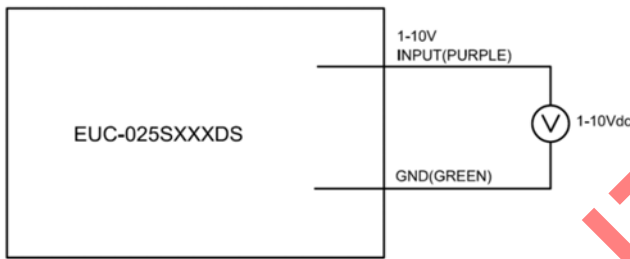 1-10V
INPUT(PURPLE)
EUC-025SXXXDS
V
1-10Vdc
GND(GREEN)